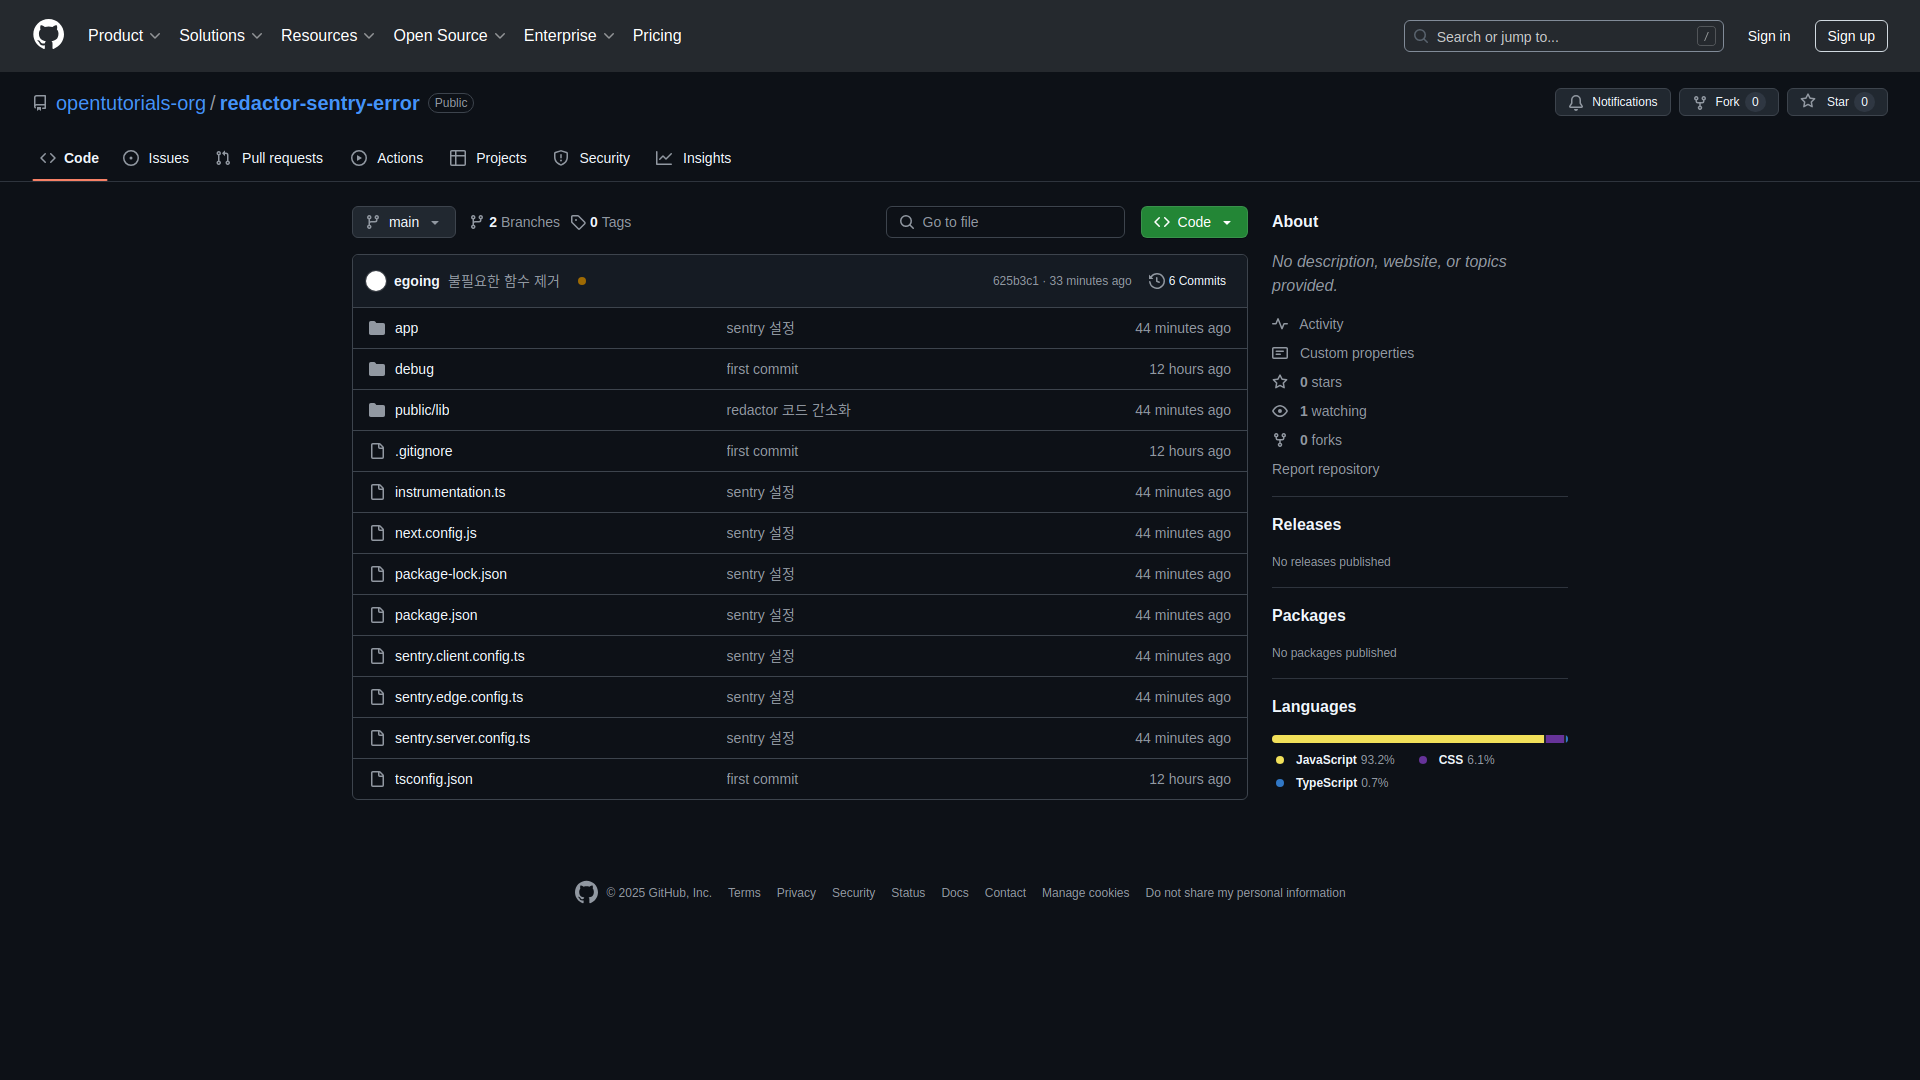 Product Solutions Resources Open Source Enterprise Pricing Search or jump to... / Sign in Sign up
opentutorials-org / redactor-sentry-error Public Notifications Fork 0 Star 0
Code Issues Pull requests Actions Projects Security Insights
main 2 Branches 0 Tags Go to file Code
egoing 불필요한 함수 제거 625b3c1 · 33 minutes ago 6 Commits
app sentry 설정 44 minutes ago
debug first commit 12 hours ago
public/lib redactor 코드 간소화 44 minutes ago
.gitignore first commit 12 hours ago
instrumentation.ts sentry 설정 44 minutes ago
next.config.js sentry 설정 44 minutes ago
package-lock.json sentry 설정 44 minutes ago
package.json sentry 설정 44 minutes ago
sentry.client.config.ts sentry 설정 44 minutes ago
sentry.edge.config.ts sentry 설정 44 minutes ago
sentry.server.config.ts sentry 설정 44 minutes ago
tsconfig.json first commit 12 hours ago
About
No description, website, or topics
provided.
Activity
Custom properties
0 stars
1 watching
0 forks
Report repository
Releases
No releases published
Packages
No packages published
Languages
JavaScript 93.2% CSS 6.1%
TypeScript 0.7%
© 2025 GitHub, Inc. Terms Privacy Security Status Docs Contact Manage cookies Do not share my personal information